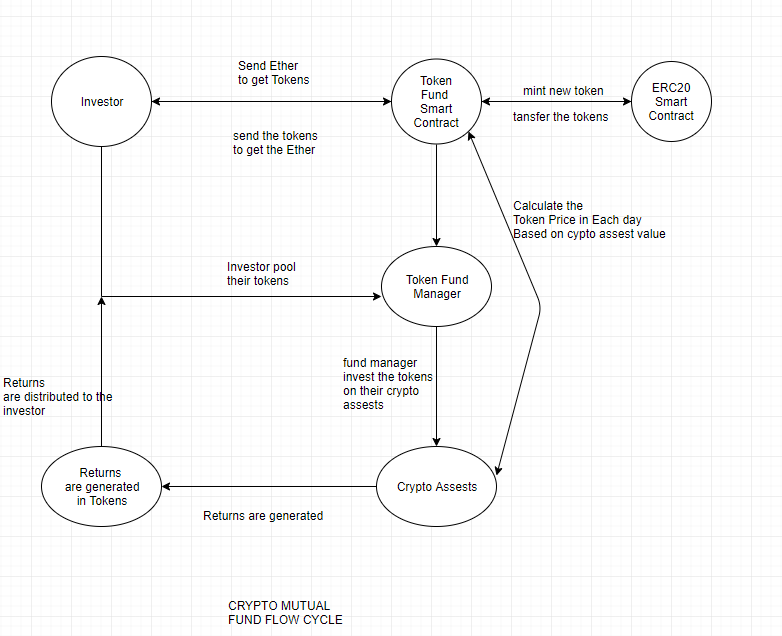 Send Ether
to get Tokens
Investor
Token
Fund
Smart
Contract
mint new token
ERC20
Smart
Contract
tansfer the tokens
send the tokens
to get the Ether
Calculate the
Token Price in Each day
Based on cypto assest value
Investor pool
their tokens
Token Fund
Manager
fund manager
invest the tokens
on their crypto
assests
Returns
are distributed to the
investor
Returns
are generated
in Tokens
Crypto Assests
Returns are generated
CRYPTO MUTUAL
FUND FLOW CYCLE